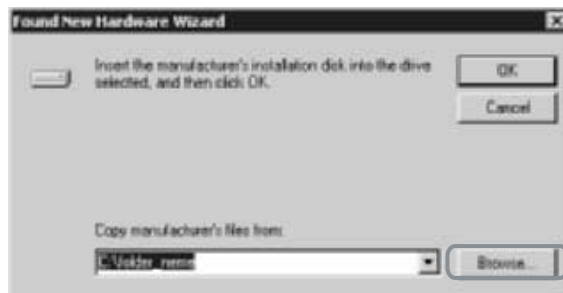 Found New Hardware Wizard
Insert the manufacturer's installation disk into the drive
selected, and then click OK.
OK
Cancel
Copy manufacturer's files from:
C:\folder_name
Browse...